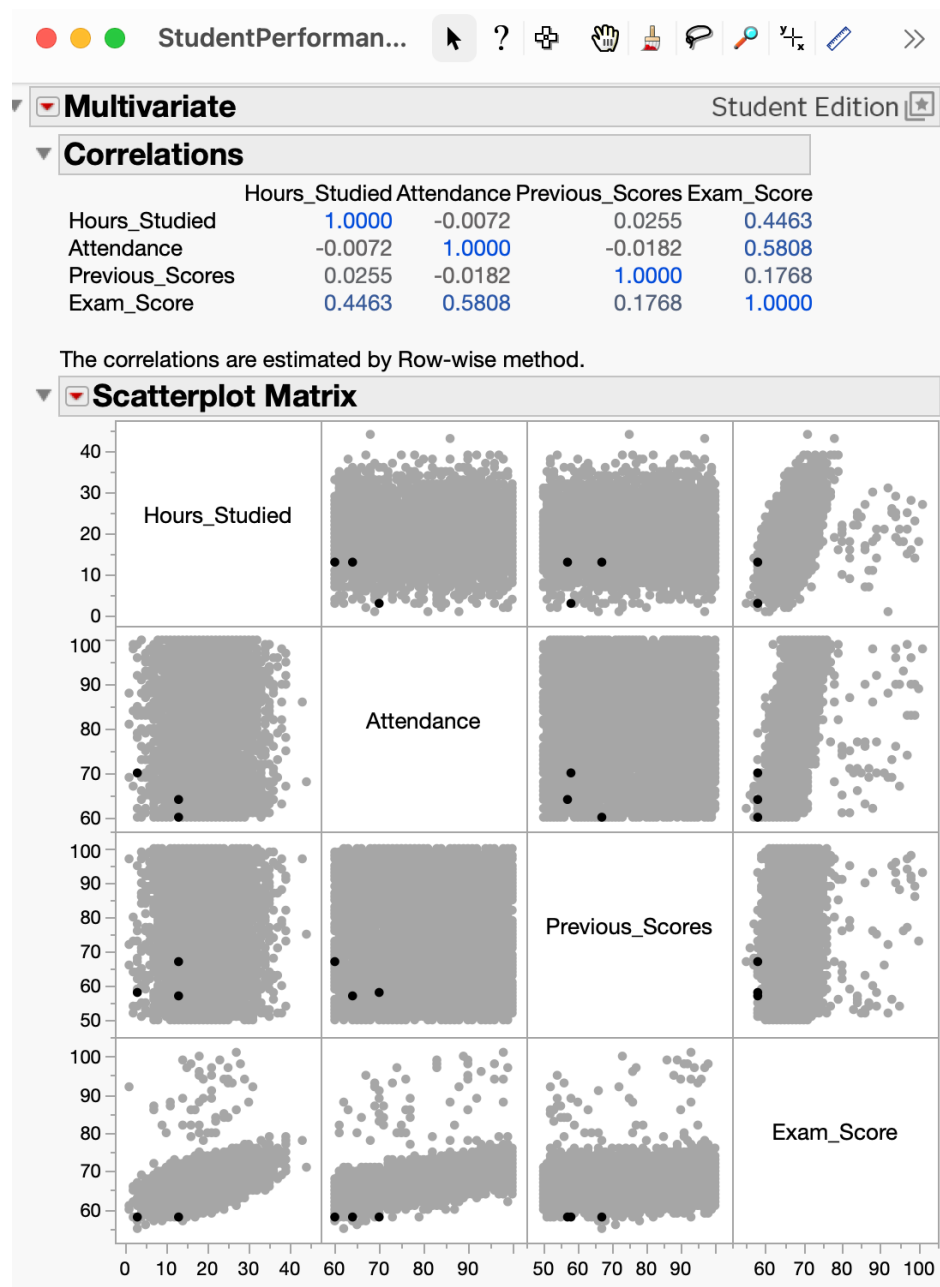 StudentPerforman...
Multivariate Student Edition
Correlations
Hours_Studied Attendance Previous_Scores Exam_Score
Hours_Studied 1.0000 -0.0072 0.0255 0.4463
Attendance -0.0072 1.0000 -0.0182 0.5808
Previous_Scores 0.0255 -0.0182 1.0000 0.1768
Exam_Score 0.4463 0.5808 0.1768 1.0000
The correlations are estimated by Row-wise method.
Scatterplot Matrix
40
30
Hours_Studied
20
10
0
100
90
Attendance
80
70
60
100
90
80
Previous_Scores
70
60
50
100
90
80
Exam_Score
70
60
0 10 20 30 40 60 70 80 90 50 60 70 80 90 60 70 80 90 100